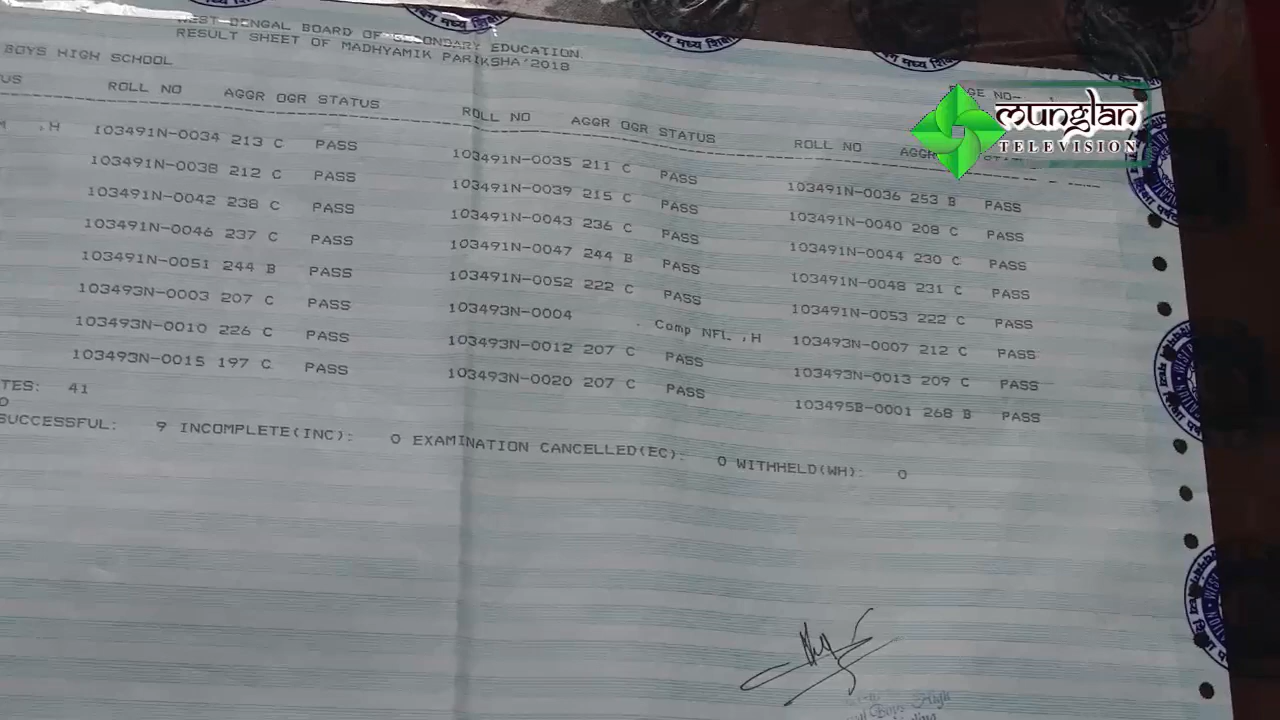 WEST BENGAL BOARD OF SECONDARY EDUCATION
RESULT SHEET OF MADHYAMIK PARIKSHA'2018
BOYS HIGH SCHOOL
PAGE NO-
ROLL NO AGGR OGR STATUS ROLL NO AGGR OGR STATUS ROLL NO AGGR
munglan
TELEVISION
,H 103491N-0034 213 C PASS 103491N-0035 211 C PASS 103491N-0036 253 B PASS
103491N-0038 212 C PASS 103491N-0039 215 C PASS 103491N-0040 208 C PASS
103491N-0042 238 C PASS 103491N-0043 236 C PASS 103491N-0044 230 C PASS
103491N-0046 237 C PASS 103491N-0047 244 B PASS 103491N-0048 231 C PASS
103491N-0051 244 B PASS 103491N-0052 222 C PASS 103491N-0053 222 C PASS
103493N-0003 207 C PASS 103493N-0004 . Comp NFL ,H 103493N-0007 212 C PASS
103493N-0010 226 C PASS 103493N-0012 207 C PASS 103493N-0013 209 C PASS
103493N-0015 197 C PASS 103493N-0020 207 C PASS 103495B-0001 268 B PASS
TES: 41
SUCCESSFUL: 9 INCOMPLETE(INC): 0 EXAMINATION CANCELLED(EC): 0 WITHHELD(WH): 0
Boys High